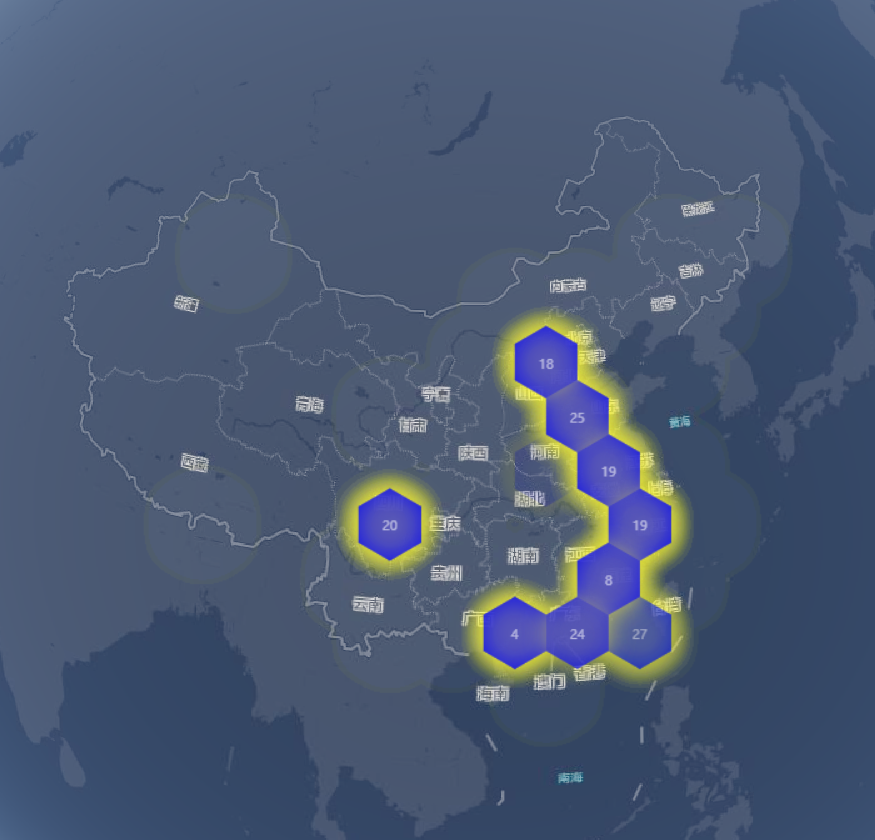 黑龙江
吉林
内蒙古
辽宁
新疆
北京
18
天津
宁夏
山西
青海
25
黄海
甘肃
陕西
河南
西藏
19
上海
湖北
20
重庆
19
湖南
江西
贵州
8
云南
台湾
广西
4
24
27
香港
澳门
海南
南海